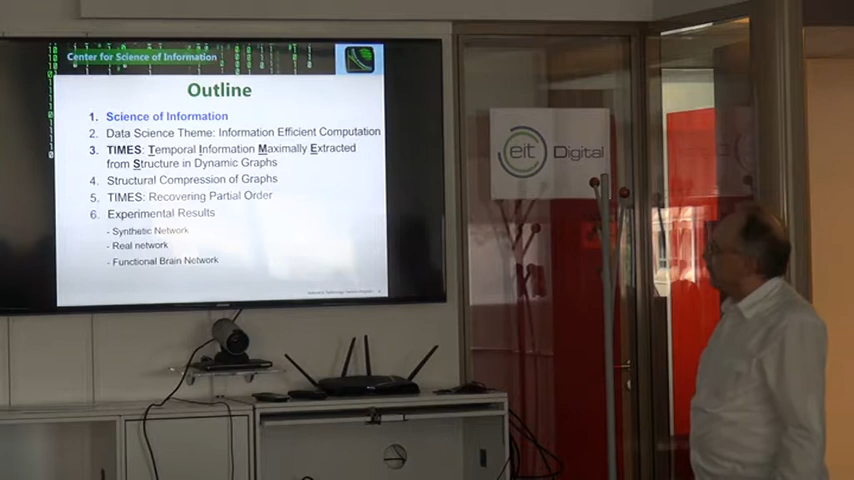 Center for Science of Information
Outline
1. Science of Information
2. Data Science Theme: Information Efficient Computation
3. TIMES: Temporal Information Maximally Extracted
from Structure in Dynamic Graphs
4. Structural Compression of Graphs
5. TIMES: Recovering Partial Order
6. Experimental Results
- Synthetic Network
- Real network
- Functional Brain Network
eit Digital